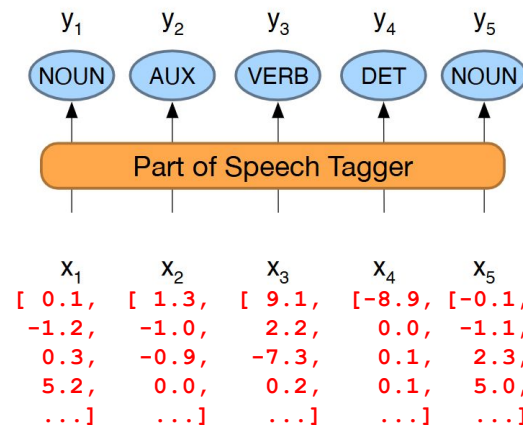 y1 y2 y3 y4 y5
NOUN AUX VERB DET NOUN
Part of Speech Tagger
x1 x2 x3 x4 x5
[ 0.1, [ 1.3, [ 9.1, [-8.9, [-0.1,
-1.2, -1.0, 2.2, 0.0, -1.1,
0.3, -0.9, -7.3, 0.1, 2.3,
5.2, 0.0, 0.2, 0.1, 5.0,
...] ...] ...] ...] ...]